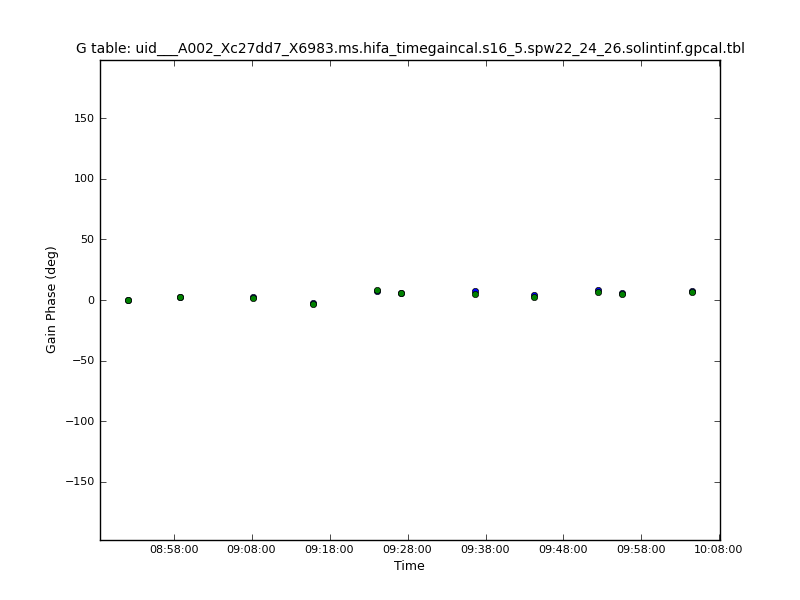 G table: uid___A002_Xc27dd7_X6983.ms.hifa_timegaincal.s16_5.spw22_24_26.solintinf.gpcal.tbl
150
100
50
0
−50
−100
−150
Gain Phase (deg)
08:58:00 09:08:00 09:18:00 09:28:00 09:38:00 09:48:00 09:58:00 10:08:00
Time